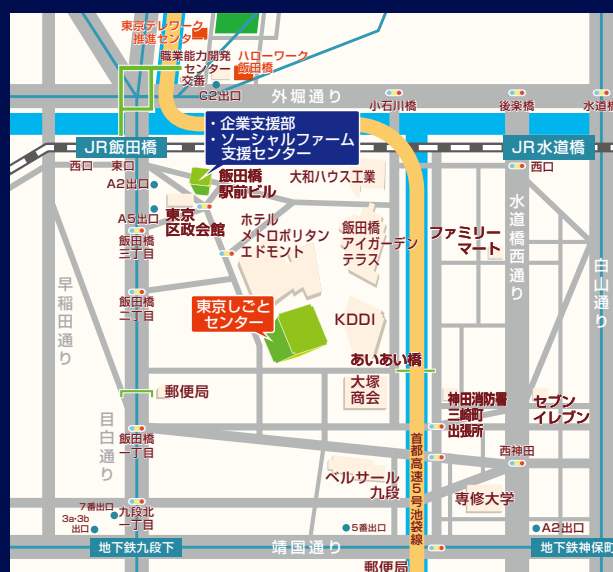 東京テレワーク
推進センター
職業能力開発
センター
交番
ハローワーク
飯田橋
C2出口
外堀通り
小石川橋
後楽橋
水道橋
・企業支援部
・ソーシャルファーム
支援センター
JR飯田橋
JR水道橋
西口
東口
西口
A2出口
飯田橋
駅前ビル
大和ハウス工業
A5出口
東京
区政会館
ホテル
メトロポリタン
エドモント
飯田橋
アイガーデン
テラス
ファミリー
マート
水道橋西通り
白山通り
飯田橋
三丁目
早稲田通り
飯田橋
二丁目
東京しごと
センター
KDDI
あいあい橋
大塚
商会
郵便局
神田消防署
三崎町
出張所
セブン
イレブン
目白通り
飯田橋
一丁目
首都高速5号池袋線
西神田
ベルサール
九段
専修大学
7番出口
九段北
一丁目
3a・3b
出口
5番出口
A2出口
地下鉄九段下
靖国通り
地下鉄神保町
郵便局